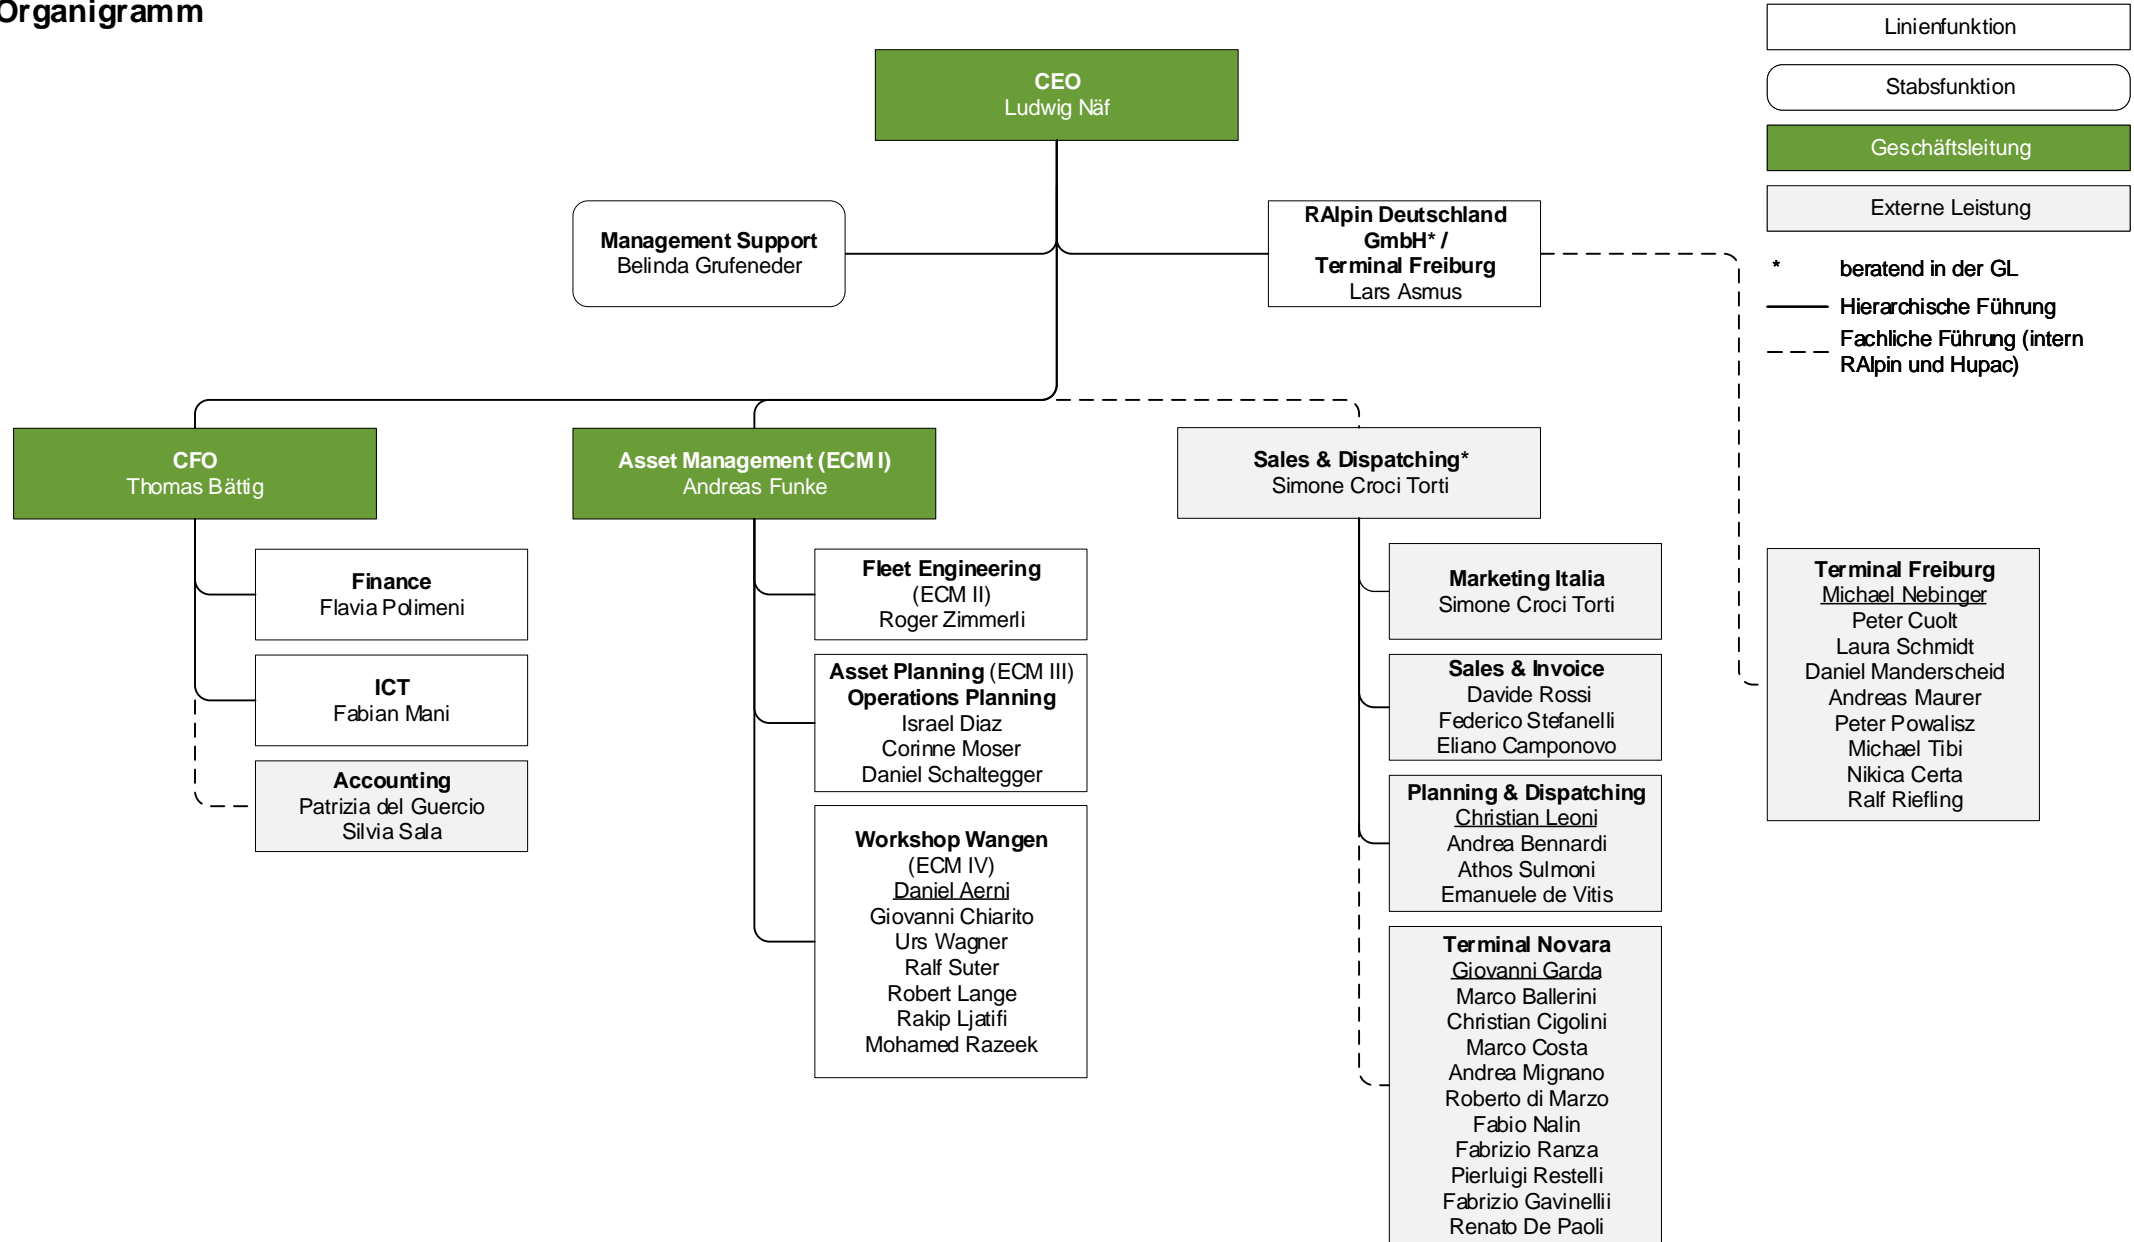 Organigramm
Linienfunktion
Stabsfunktion
Geschäftsleitung
Externe Leistung
* beratend in der GL
Hierarchische Führung
Fachliche Führung (intern
RAlpin und Hupac)
CEO
Ludwig Näf
Management Support
Belinda Grufeneder
RAlpin Deutschland
GmbH* /
Terminal Freiburg
Lars Asmus
CFO
Thomas Bättig
Asset Management (ECM I)
Andreas Funke
Sales & Dispatching*
Simone Croci Torti
Finance
Flavia Polimeni
ICT
Fabian Mani
Accounting
Patrizia del Guercio
Silvia Sala
Fleet Engineering
(ECM II)
Roger Zimmerli
Asset Planning (ECM III)
Operations Planning
Israel Diaz
Corinne Moser
Daniel Schaltegger
Workshop Wangen
(ECM IV)
Daniel Aerni
Giovanni Chiarito
Urs Wagner
Ralf Suter
Robert Lange
Rakip Ljatifi
Mohamed Razeek
Marketing Italia
Simone Croci Torti
Sales & Invoice
Davide Rossi
Federico Stefanelli
Eliano Camponovo
Planning & Dispatching
Christian Leoni
Andrea Bennardi
Athos Sulmoni
Emanuele de Vitis
Terminal Novara
Giovanni Garda
Marco Ballerini
Christian Cigolini
Marco Costa
Andrea Mignano
Roberto di Marzo
Fabio Nalin
Fabrizio Ranza
Pierluigi Restelli
Fabrizio Gavinellii
Renato De Paoli
Terminal Freiburg
Michael Nebinger
Peter Cuolt
Laura Schmidt
Daniel Manderscheid
Andreas Maurer
Peter Powalisz
Michael Tibi
Nikica Certa
Ralf Riefling